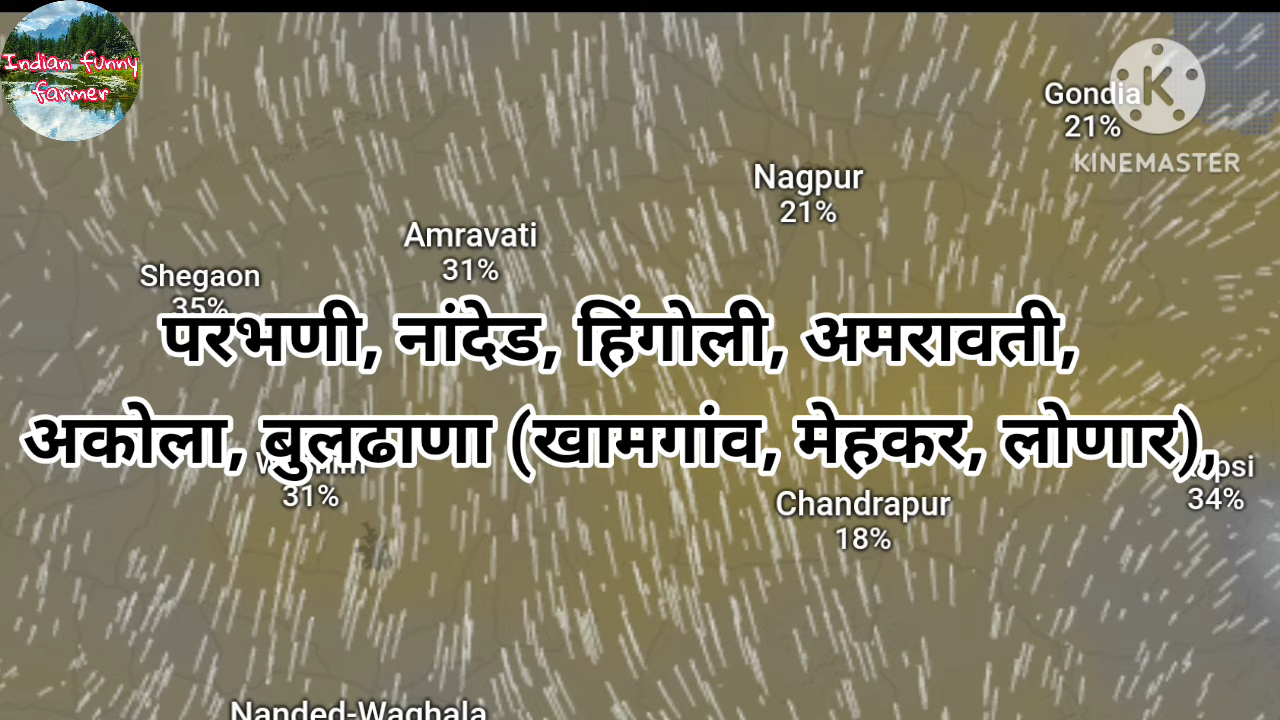 Indian funny
farmer
Gondia
21%
KINEMASTER
Nagpur
21%
Amravati
31%
Shegaon
35%
परभणी, नांदेड, हिंगोली, अमरावती,
अकोला, बुलढाणा (खामगांव, मेहकर, लोणार),
31%
34%
Chandrapur
18%
Nanded-Waghala